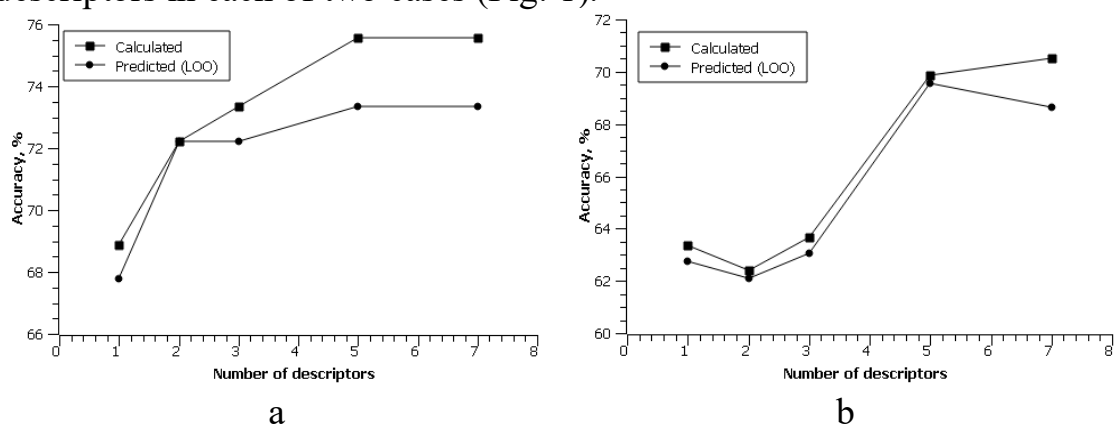 descriptors in each of two cases (Fig. 1).
76
74
72
70
68
66
Accuracy, %
Calculated
Predicted (LOO)
0 1 2 3 4 5 6 7 8
Number of descriptors
a
72
70
68
66
64
62
60
Accuracy, %
Calculated
Predicted (LOO)
0 1 2 3 4 5 6 7 8
Number of descriptors
b